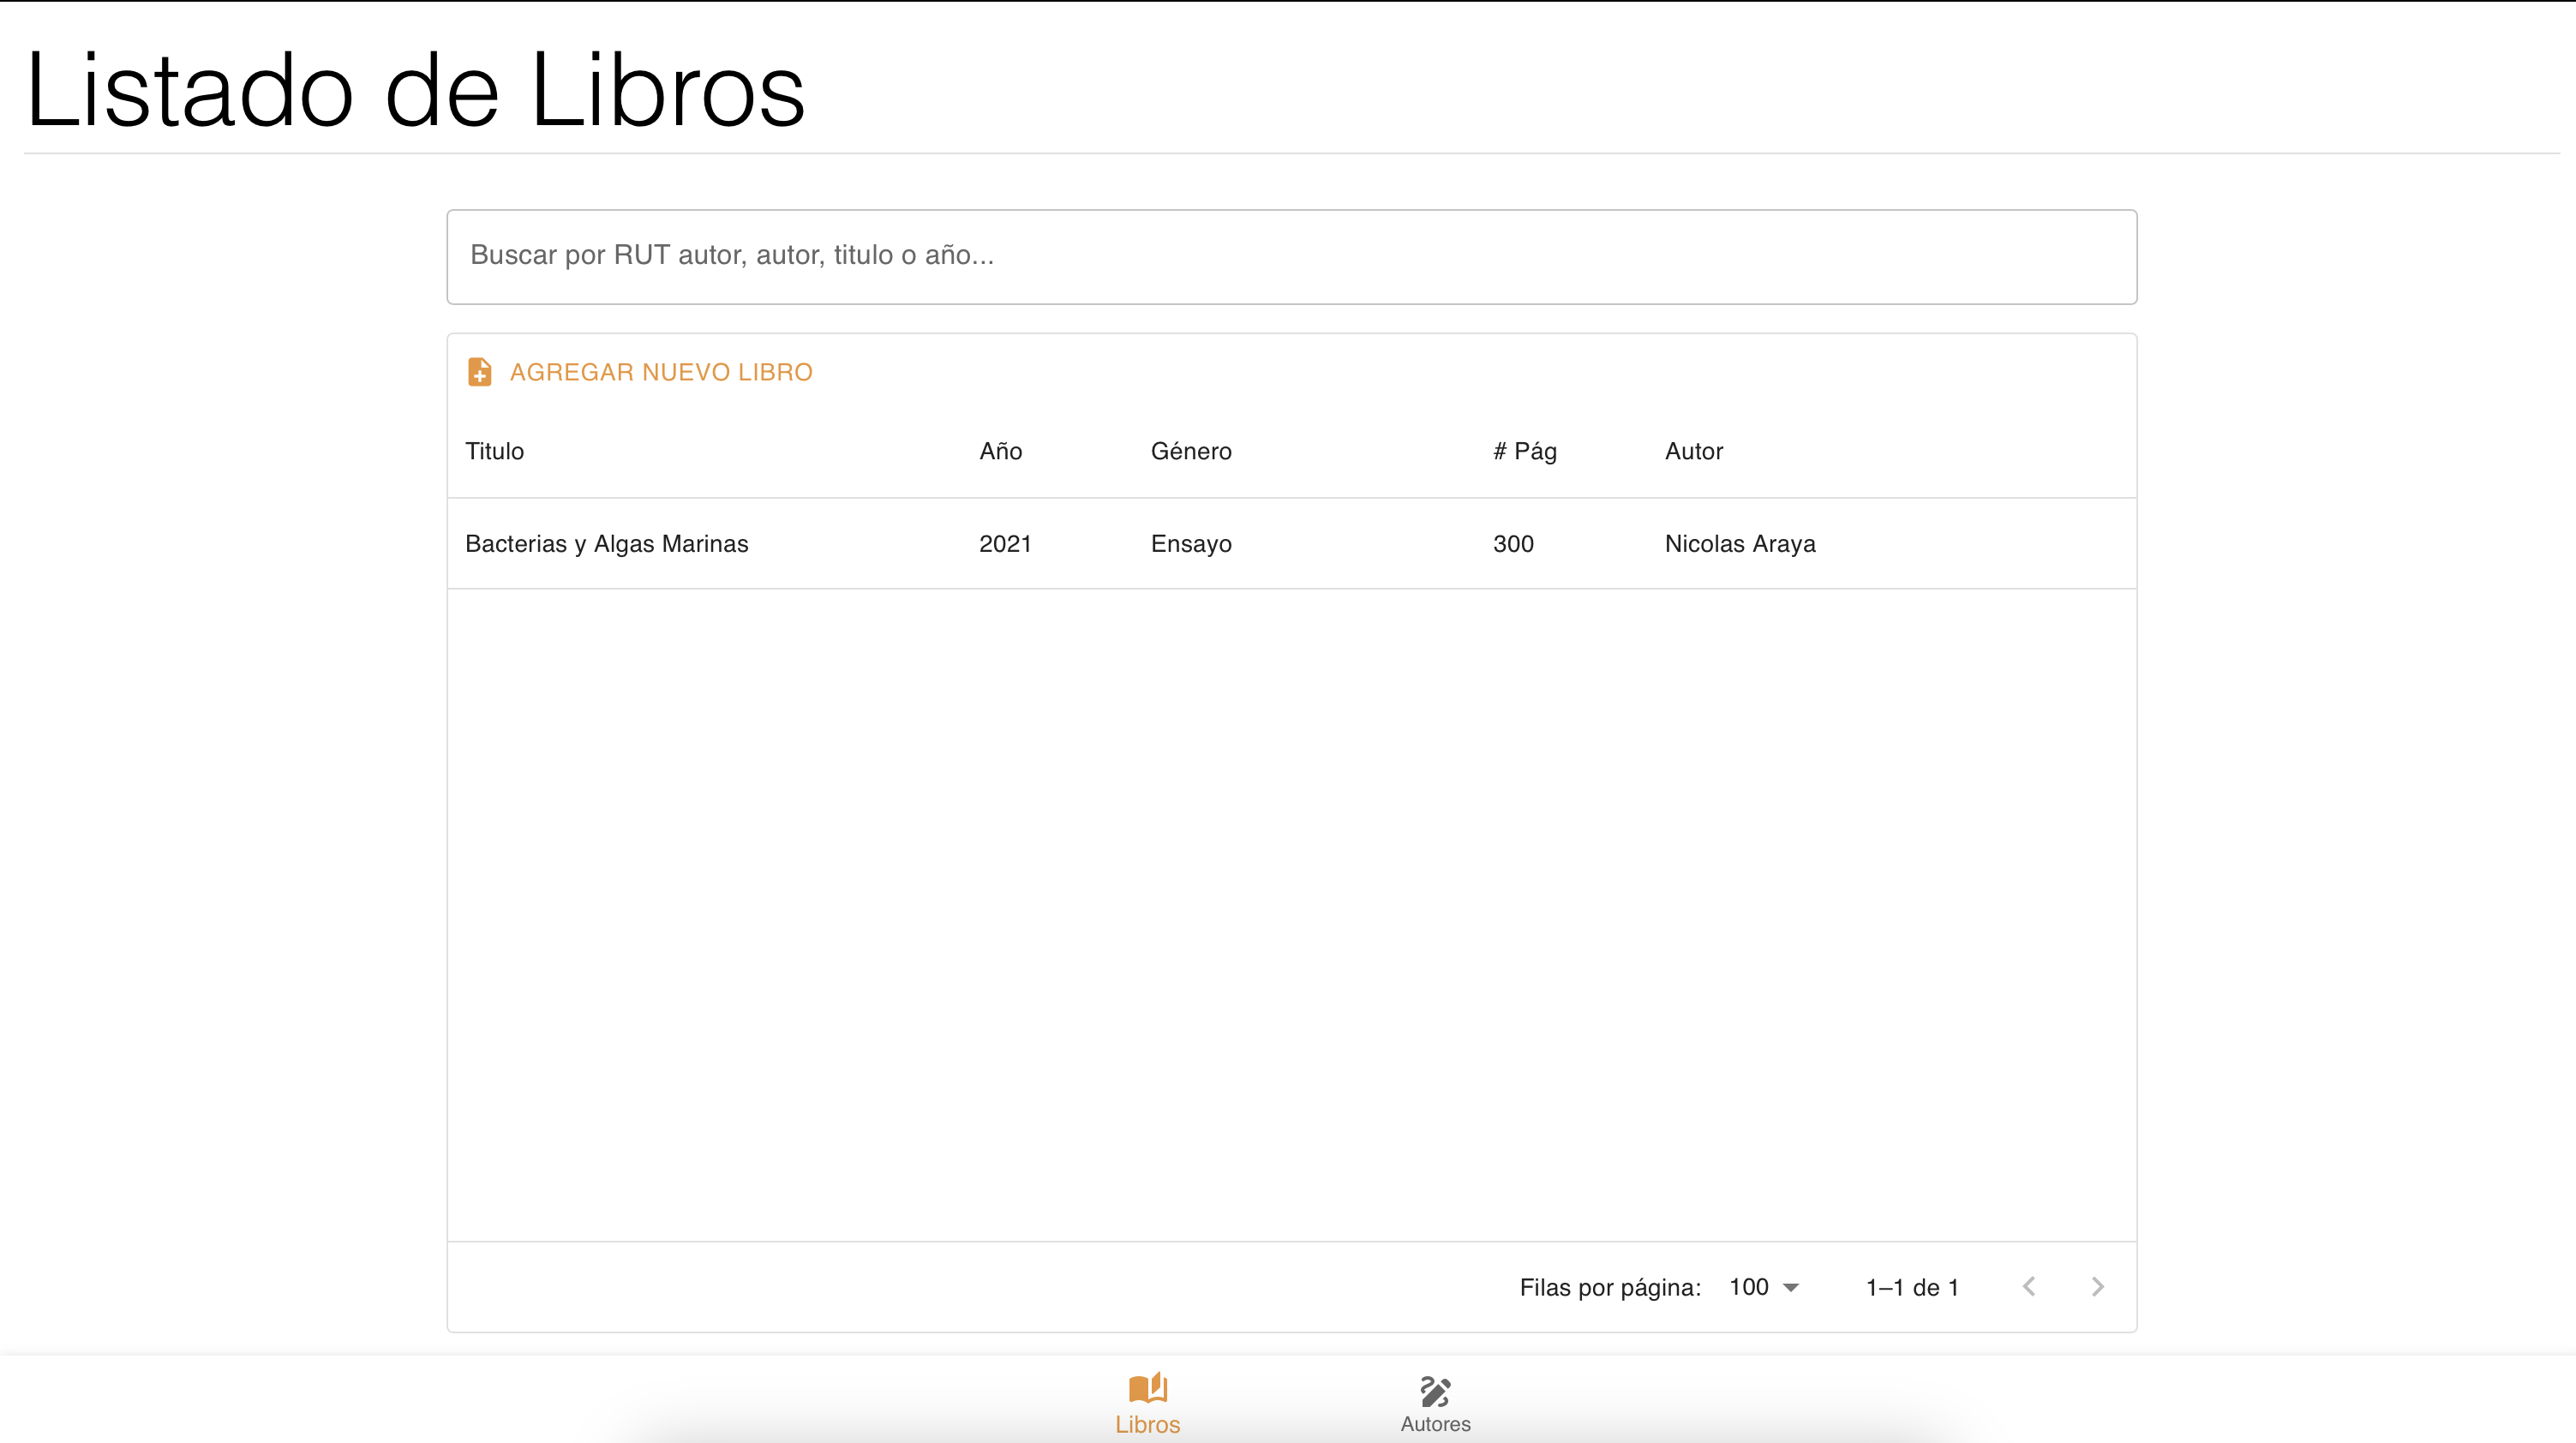 Listado de Libros
Buscar por RUT autor, autor, titulo o año...
AGREGAR NUEVO LIBRO
Titulo Año Género # Pág Autor
Bacterias y Algas Marinas 2021 Ensayo 300 Nicolas Araya
Filas por página: 100 1–1 de 1
Libros Autores